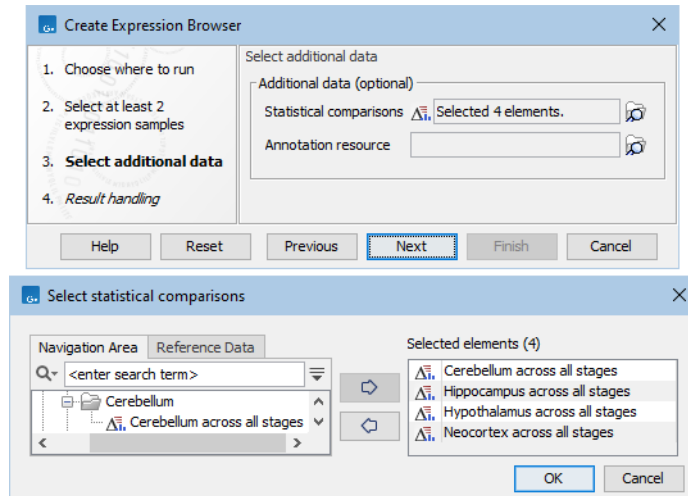 G.
Create Expression Browser
1. Choose where to run
2. Select at least 2
expression samples
3. Select additional data
4. Result handling
Select additional data
Additional data (optional)
Statistical comparisons
Selected 4 elements.
Annotation resource
Help
Reset
Previous
Next
Finish
Cancel
G.
Select statistical comparisons
Navigation Area
Reference Data
<enter search term>
Cerebellum
Cerebellum across all stages
Selected elements (4)
Cerebellum across all stages
Hippocampus across all stages
Hypothalamus across all stages
Neocortex across all stages
OK
Cancel